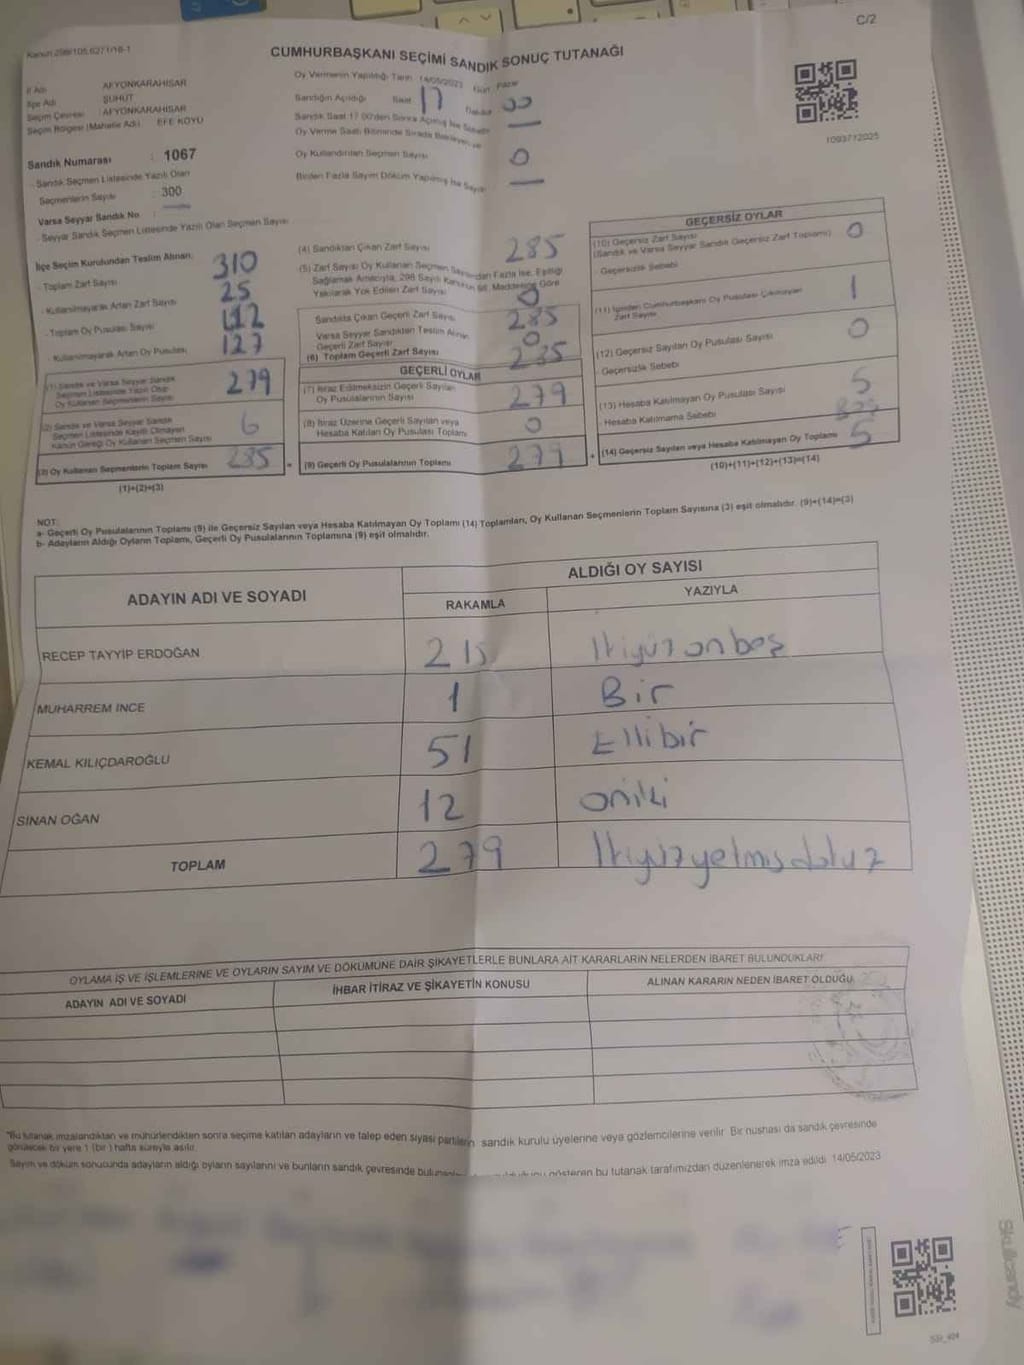 C/2
Kanun:298/105,6271/18-1
CUMHURBAŞKANI SEÇİMİ SANDIK SONUÇ TUTANAĞI
İl Adı : AFYONKARAHİSAR
İlçe Adı : ŞUHUT
Seçim Çevresi : AFYONKARAHİSAR
Seçim Bölgesi (Mahalle Adı) : EFE KÖYÜ
Sandık Numarası : 1067
- Sandık Seçmen Listesinde Yazılı Olan
Seçmenlerin Sayısı : 300
Varsa Seyyar Sandık No :
- Seyyar Sandık Seçmen Listesinde Yazılı Olan Seçmen Sayısı
Oy Vermenin Yapıldığı Tarih 14/05/2023 Gün Pazar
Sandığın Açıldığı Saat 17 Dakika 00
Sandık Saat 17.00'den Sonra Açılmış İse Sebebi
Oy Verme Saati Bitiminde Sırada Bekleyen ve
Oy Kullandırılan Seçmen Sayısı 0
Birden Fazla Sayım Döküm Yapılmış İse Sayısı
1093712025
İlçe Seçim Kurulundan Teslim Alınan:
- Toplam Zarf Sayısı 310
- Kullanılmayarak Artan Zarf Sayısı 25
- Toplam Oy Pusulası Sayısı
- Kullanılmayarak Artan Oy Pusulası 127
(1) Sandık ve Varsa Seyyar Sandık
Seçmen Listesinde Yazılı Olup
Oy Kullanan Seçmenlerin Sayısı 279
(2) Sandık ve Varsa Seyyar Sandık
Seçmen Listesinde Kayıtlı Olmayan
Kanun Gereği Oy Kullanan Seçmen Sayısı 6
(3) Oy Kullanan Seçmenlerin Toplam Sayısı 285
(1)+(2)=(3)
(4) Sandıktan Çıkan Zarf Sayısı 285
(5) Zarf Sayısı Oy Kullanan Seçmen Sayısından Fazla İse, Eşitliği
Sağlamak Amacıyla, 298 Sayılı Kanunun 98. Maddesine Göre
Yakılarak Yok Edilen Zarf Sayısı 0
Sandıkta Çıkan Geçerli Zarf Sayısı 285
Varsa Seyyar Sandıktan Teslim Alınan
Geçerli Zarf Sayısı 0
(6) Toplam Geçerli Zarf Sayısı 285
GEÇERLİ OYLAR
(7) İtiraz Edilmeksizin Geçerli Sayılan
Oy Pusulasının Sayısı 279
(8) İtiraz Üzerine Geçerli Sayılan veya
Hesaba Katılan Oy Pusulası Toplamı 0
(9) Geçerli Oy Pusulalarının Toplamı 279
GEÇERSİZ OYLAR
(10) Geçersiz Zarf Sayısı
(Sandık ve Varsa Seyyar Sandık Geçersiz Zarf Toplamı) 0
Geçersizlik Sebebi
(11) İçinden Cumhurbaşkanı Oy Pusulası Çıkmayan
Zarf Sayısı 1
(12) Geçersiz Sayılan Oy Pusulası Sayısı 0
Geçersizlik Sebebi
(13) Hesaba Katılmayan Oy Pusulası Sayısı 5
Hesaba Katılmama Sebebi
(14) Geçersiz Sayılan veya Hesaba Katılmayan Oy Toplamı 5
(10)+(11)+(12)+(13)=(14)
NOT:
a- Geçerli Oy Pusulalarının Toplamı (9) ile Geçersiz Sayılan veya Hesaba Katılmayan Oy Toplamı (14) Toplamları, Oy Kullanan Seçmenlerin Toplam Sayısına (3) eşit olmalıdır. (9)+(14)=(3)
b- Adayların Aldığı Oyların Toplamı, Geçerli Oy Pusulalarının Toplamına (9) eşit olmalıdır.
ADAYIN ADI VE SOYADI
ALDIĞI OY SAYISI
RAKAMLA YAZIYLA
RECEP TAYYİP ERDOĞAN 215 İkiyüzonbeş
MUHARREM İNCE 1 Bir
KEMAL KILIÇDAROĞLU 51 Ellibir
SİNAN OĞAN 12 oniki
TOPLAM 279 İkiyüzyetmişdokuz
OYLAMA İŞ VE İŞLEMLERİNE VE OYLARIN SAYIM VE DÖKÜMÜNE DAİR ŞİKAYETLERLE BUNLARA AİT KARARLARIN NELERDEN İBARET BULUNDUKLARI
ADAYIN ADI VE SOYADI İHBAR İTİRAZ VE ŞİKAYETİN KONUSU ALINAN KARARIN NEDEN İBARET OLDUĞU
*Bu tutanak imzalandıktan ve mühürlendikten sonra seçime katılan adayların ve talep eden siyasi partilerin sandık kurulu üyelerine veya gözlemcilerine verilir. Bir nüshası da sandık çevresinde
görülecek bir yere 1 (bir) hafta süreyle asılır.
Sayım ve döküm sonucunda adayların aldığı oyların sayılarını ve bunların sandık çevresinde gösteren bu tutanak tarafımızdan düzenlenerek imza edildi. 14/05/2023
Skullcandy